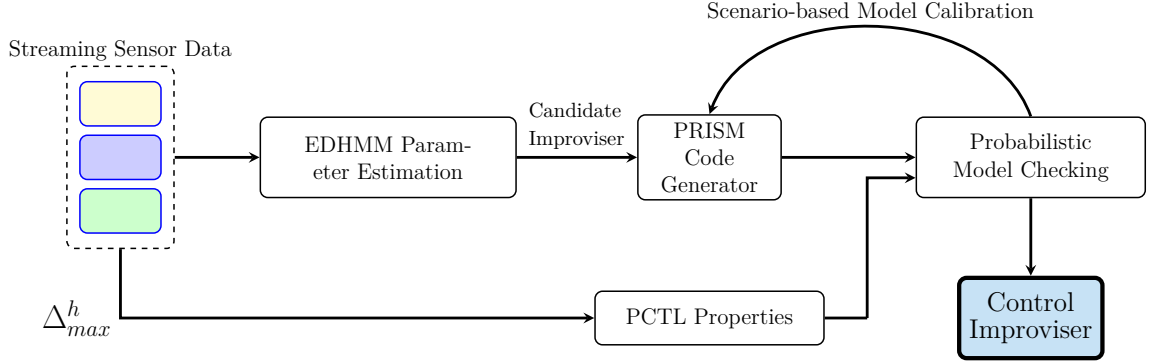 Scenario-based Model Calibration
Streaming Sensor Data
Candidate
Improviser
EDHMM Param-
eter Estimation
PRISM
Code
Generator
Probabilistic
Model Checking
Δ^h_max
PCTL Properties
Control
Improviser